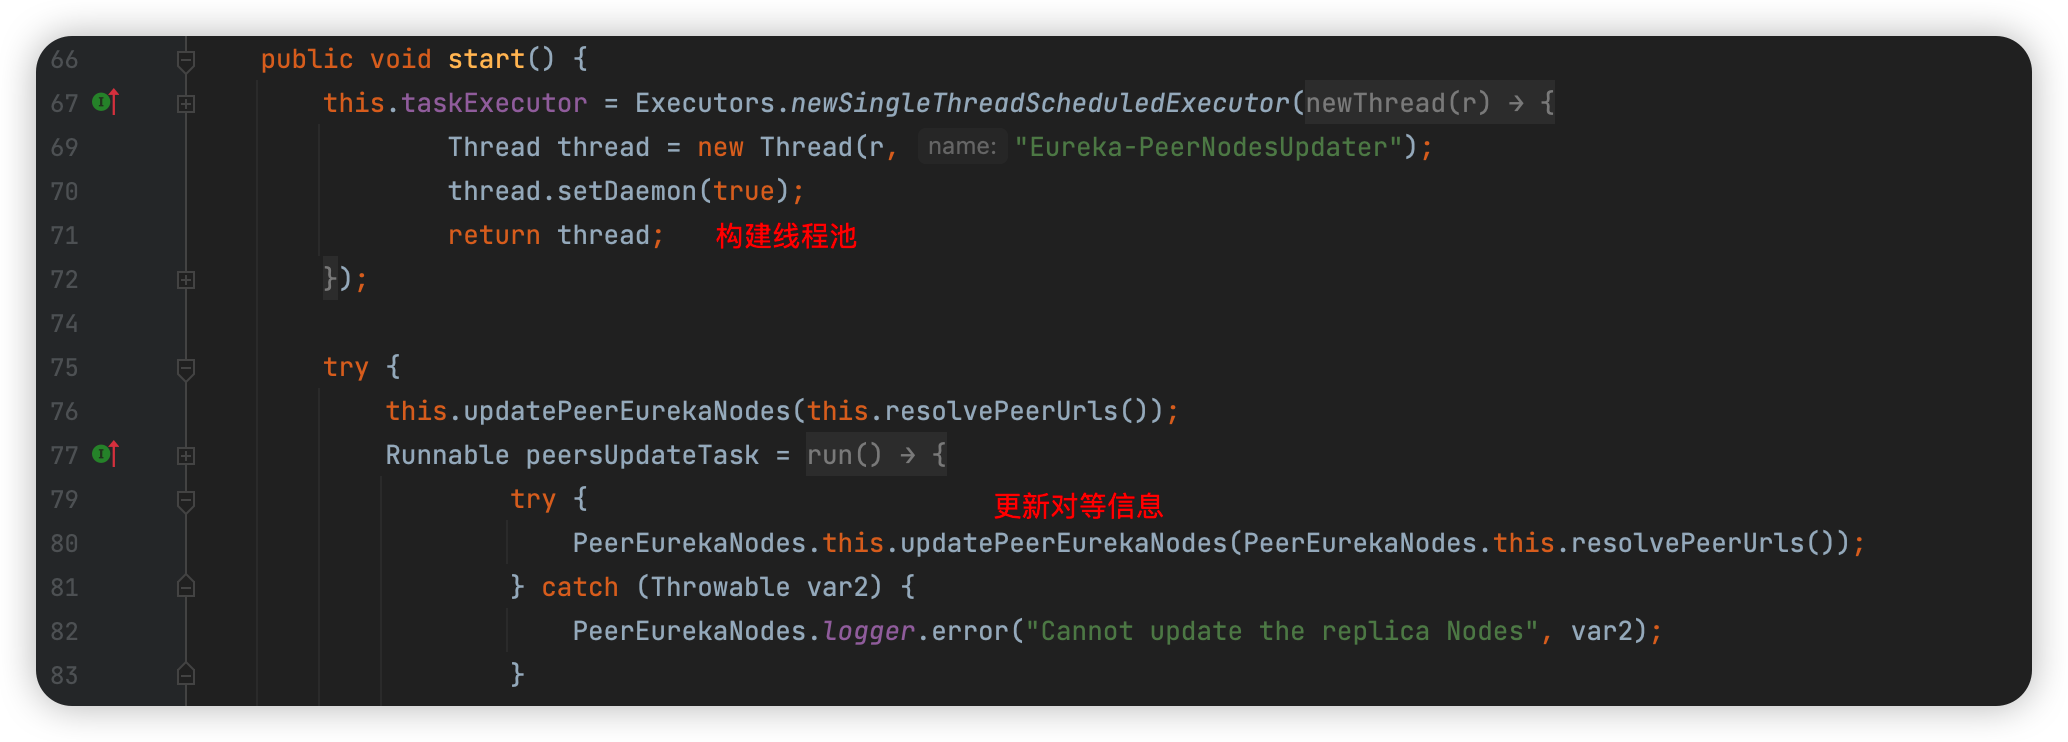 66 public void start() {
67 this.taskExecutor = Executors.newSingleThreadScheduledExecutor(newThread(r) → {
69 Thread thread = new Thread(r, name: "Eureka-PeerNodesUpdater");
70 thread.setDaemon(true);
71 return thread; 构建线程池
72 });
74
75 try {
76 this.updatePeerEurekaNodes(this.resolvePeerUrls());
77 Runnable peersUpdateTask = run() → {
79 try { 更新对等信息
80 PeerEurekaNodes.this.updatePeerEurekaNodes(PeerEurekaNodes.this.resolvePeerUrls());
81 } catch (Throwable var2) {
82 PeerEurekaNodes.logger.error("Cannot update the replica Nodes", var2);
83 }